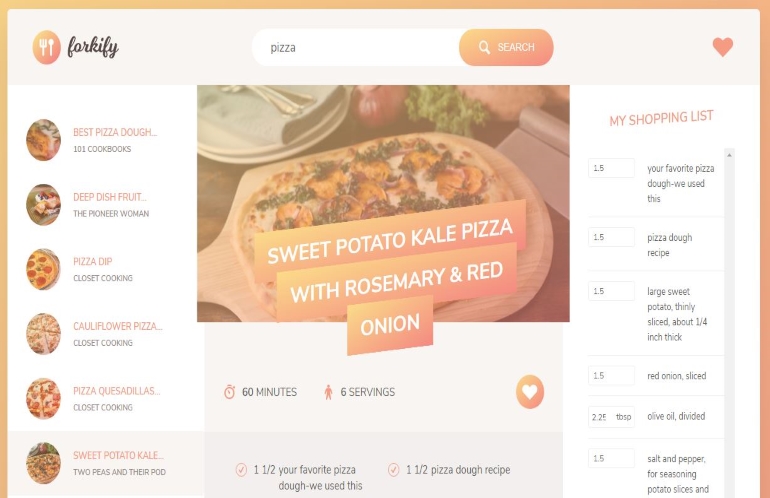 forkify
pizza
SEARCH
BEST PIZZA DOUGH...
101 COOKBOOKS
DEEP DISH FRUIT...
THE PIONEER WOMAN
PIZZA DIP
CLOSET COOKING
CAULIFLOWER PIZZA...
CLOSET COOKING
PIZZA QUESADILLAS...
CLOSET COOKING
SWEET POTATO KALE...
TWO PEAS AND THEIR POD
SWEET POTATO KALE PIZZA
WITH ROSEMARY & RED
ONION
60 MINUTES
6 SERVINGS
1 1/2 your favorite pizza
dough-we used this
1 1/2 pizza dough recipe
MY SHOPPING LIST
1.5
your favorite pizza
dough-we used
this
1.5
pizza dough
recipe
1.5
large sweet
potato, thinly
sliced, about 1/4
inch thick
1.5
red onion, sliced
2.25 tbsp
olive oil, divided
1.5
salt and pepper,
for seasoning
potato slices and